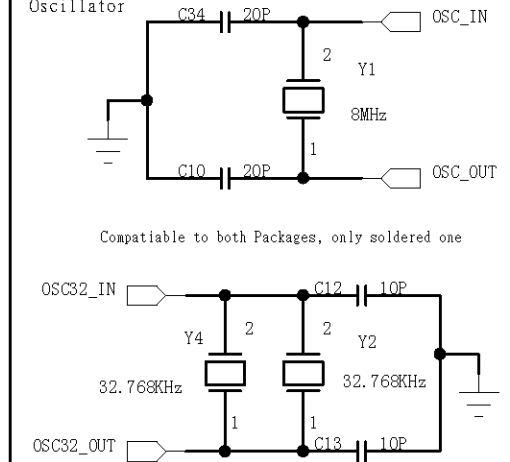 Oscillator
C34 20P OSC_IN
2
Y1
8MHz
1
C10 20P OSC_OUT
Compatiable to both Packages, only soldered one
OSC32_IN C12 10P
Y4 2 2 Y2
32.768KHz 32.768KHz
1 1
OSC32_OUT C13 10P